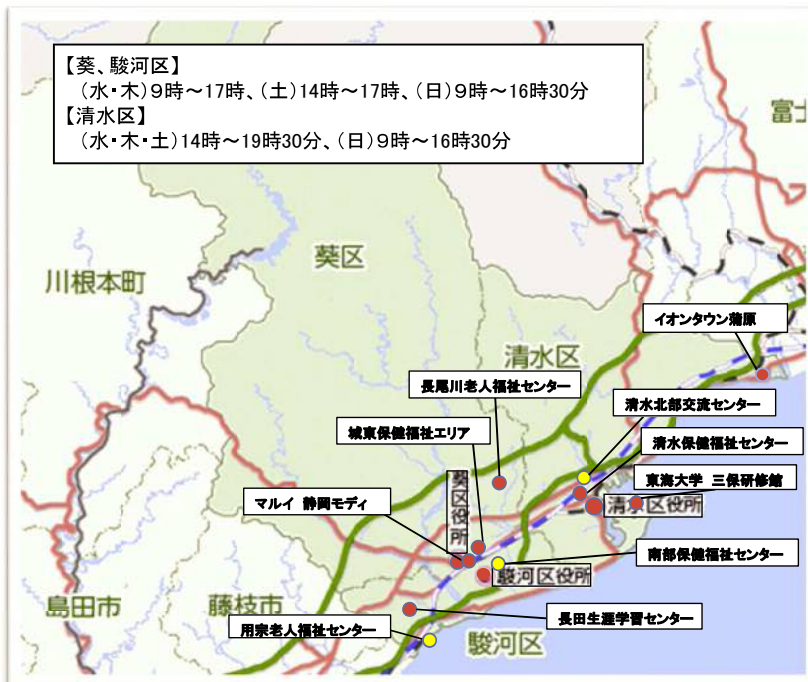 【葵、駿河区】
(水・木)9時～17時、(土)14時～17時、(日)9時～16時30分
【清水区】
(水・木・土)14時～19時30分、(日)9時～16時30分
富士
葵区
川根本町
イオンタウン蒲原
清水区
長尾川老人福祉センター
清水北部交流センター
城東保健福祉エリア
清水保健福祉センター
東海大学 三保研修館
マルイ 静岡モディ
葵区役所
清水区役所
南部保健福祉センター
駿河区役所
島田市
藤枝市
長田生涯学習センター
用宗老人福祉センター
駿河区